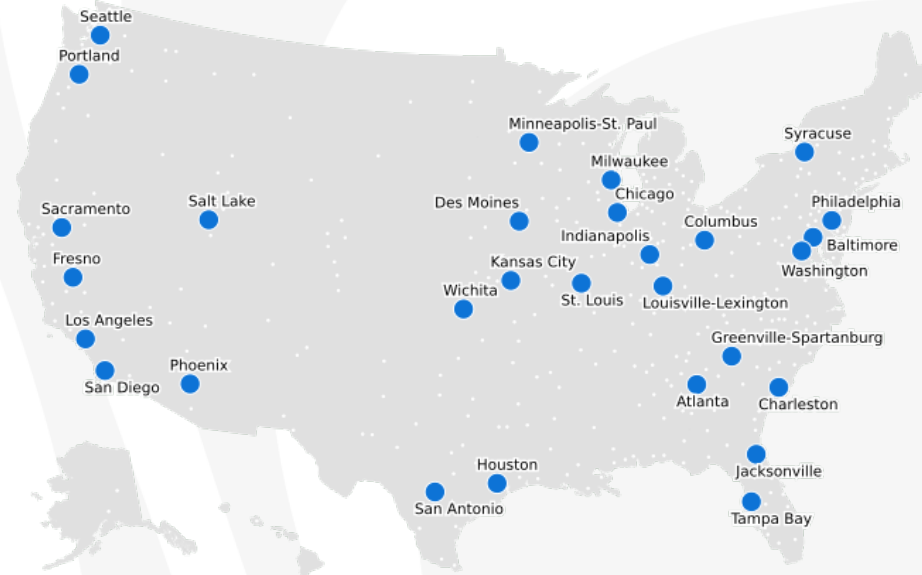 Seattle
Portland
Minneapolis-St. Paul
Syracuse
Milwaukee
Chicago
Salt Lake
Des Moines
Philadelphia
Sacramento
Columbus
Indianapolis
Baltimore
Fresno
Kansas City
Washington
Wichita
St. Louis
Louisville-Lexington
Los Angeles
Greenville-Spartanburg
Phoenix
San Diego
Atlanta
Charleston
Houston
Jacksonville
San Antonio
Tampa Bay